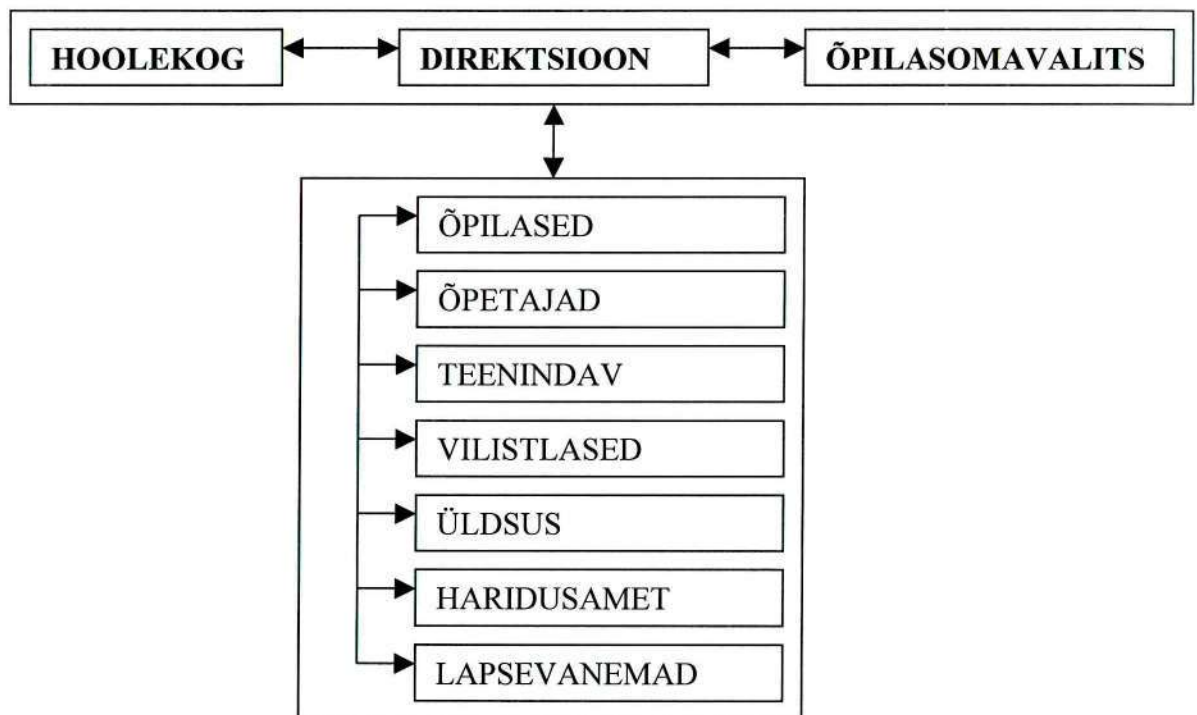 HOOLEKOG DIREKTSIOON ÕPILASOMAVALITS
ÕPILASED
ÕPETAJAD
TEENINDAV
VILISTLASED
ÜLDSUS
HARIDUSAMET
LAPSEVANEMAD